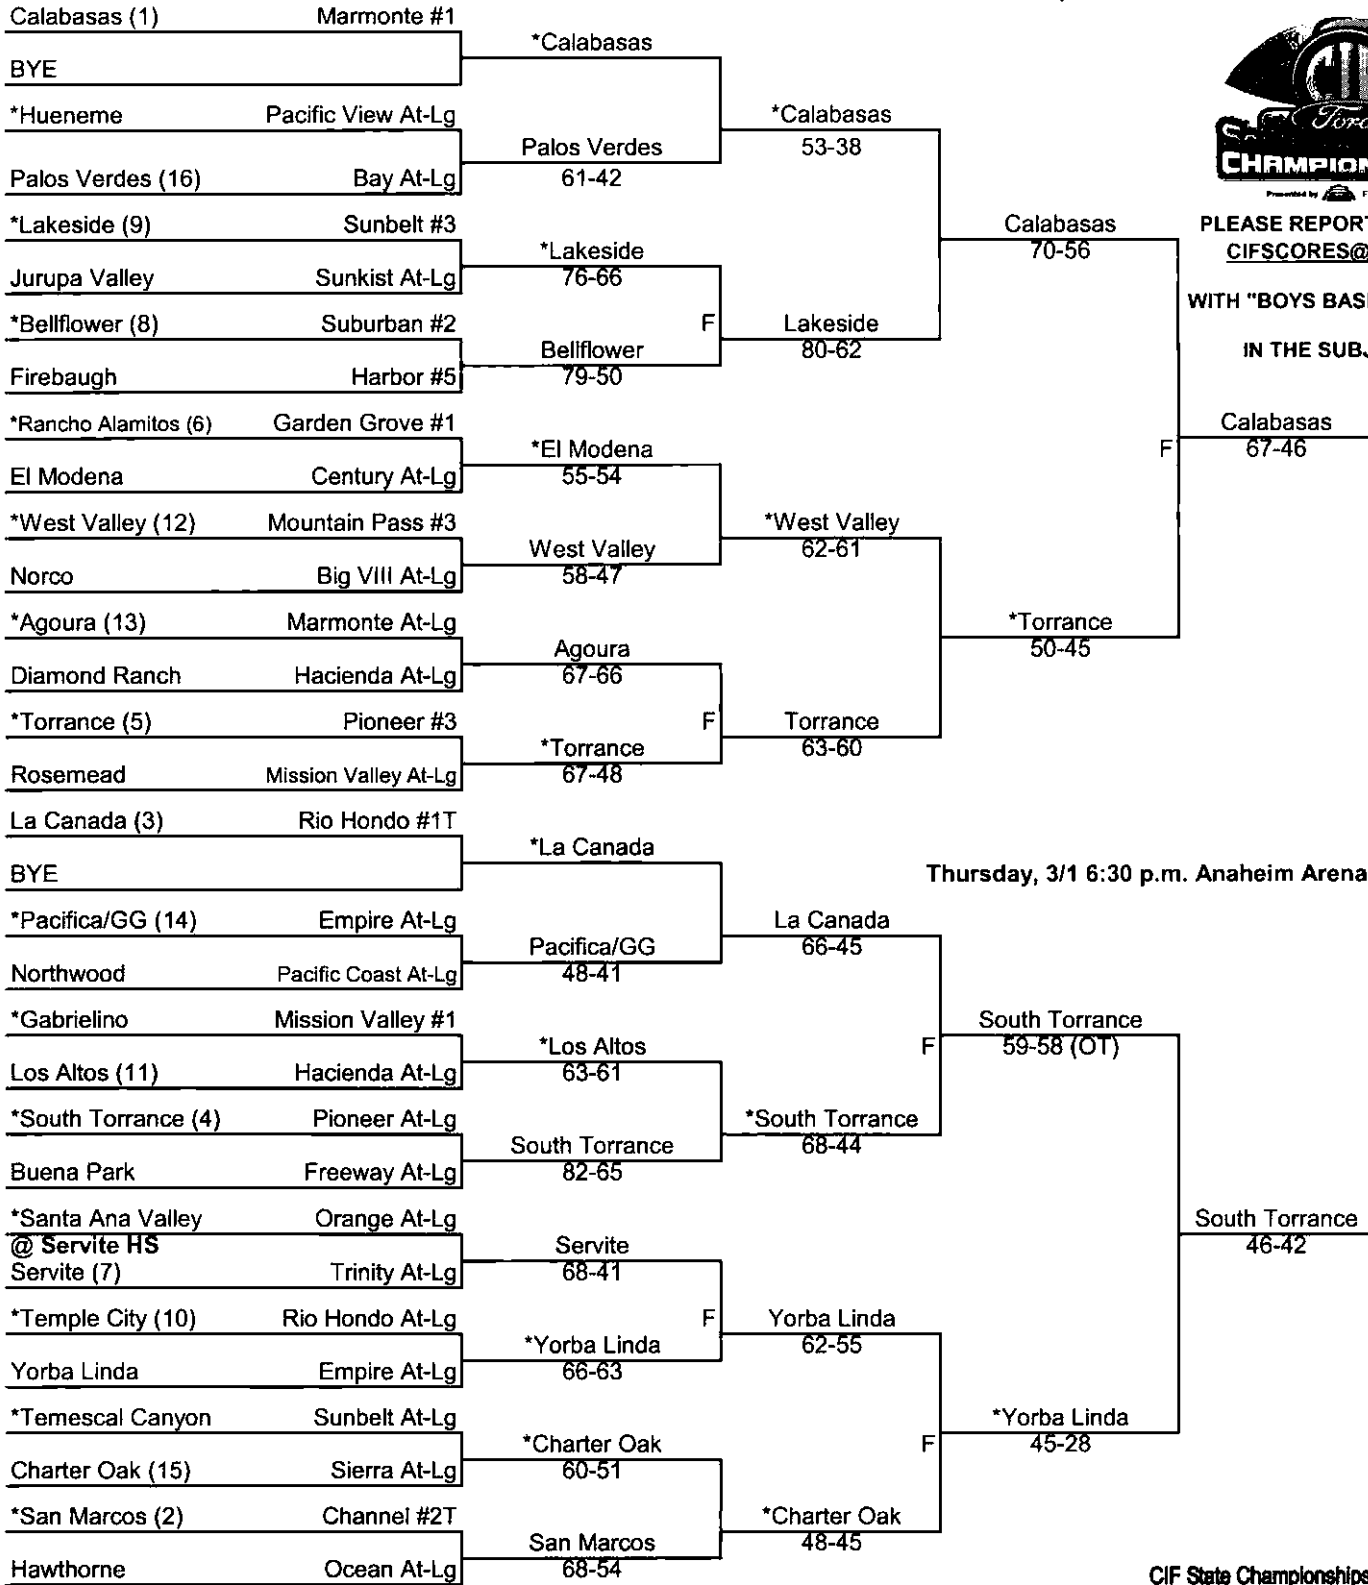 Calabasas (1) Marmonte #1
BYE
*Hueneme Pacific View At-Lg
Palos Verdes (16) Bay At-Lg
*Lakeside (9) Sunbelt #3
Jurupa Valley Sunkist At-Lg
*Bellflower (8) Suburban #2
Firebaugh Harbor #5
*Rancho Alamitos (6) Garden Grove #1
El Modena Century At-Lg
*West Valley (12) Mountain Pass #3
Norco Big VIII At-Lg
*Agoura (13) Marmonte At-Lg
Diamond Ranch Hacienda At-Lg
*Torrance (5) Pioneer #3
Rosemead Mission Valley At-Lg
La Canada (3) Rio Hondo #1T
BYE
*Pacifica/GG (14) Empire At-Lg
Northwood Pacific Coast At-Lg
*Gabrielino Mission Valley #1
Los Altos (11) Hacienda At-Lg
*South Torrance (4) Pioneer At-Lg
Buena Park Freeway At-Lg
*Santa Ana Valley Orange At-Lg
@ Servite HS
Servite (7) Trinity At-Lg
*Temple City (10) Rio Hondo At-Lg
Yorba Linda Empire At-Lg
*Temescal Canyon Sunbelt At-Lg
Charter Oak (15) Sierra At-Lg
*San Marcos (2) Channel #2T
Hawthorne Ocean At-Lg
*Calabasas
Palos Verdes
61-42
*Lakeside
76-66
F
Bellflower
79-50
*El Modena
55-54
West Valley
58-47
Agoura
67-66
F
*Torrance
67-48
*La Canada
Pacifica/GG
48-41
*Los Altos
63-61
South Torrance
82-65
Servite
68-41
F
*Yorba Linda
66-63
*Charter Oak
60-51
San Marcos
68-54
*Calabasas
53-38
Lakeside
80-62
*West Valley
62-61
Torrance
63-60
La Canada
66-45
F
*South Torrance
68-44
Yorba Linda
62-55
F
*Charter Oak
48-45
Calabasas
70-56
F
*Torrance
50-45
South Torrance
59-58 (OT)
*Yorba Linda
45-28
Calabasas
67-46
South Torrance
46-42
Ford
CHAMPION
Presented by
PLEASE REPORT
CIFSCORES@
WITH "BOYS BAS
IN THE SUBJ
Thursday, 3/1 6:30 p.m. Anaheim Arena
CIF State Championships